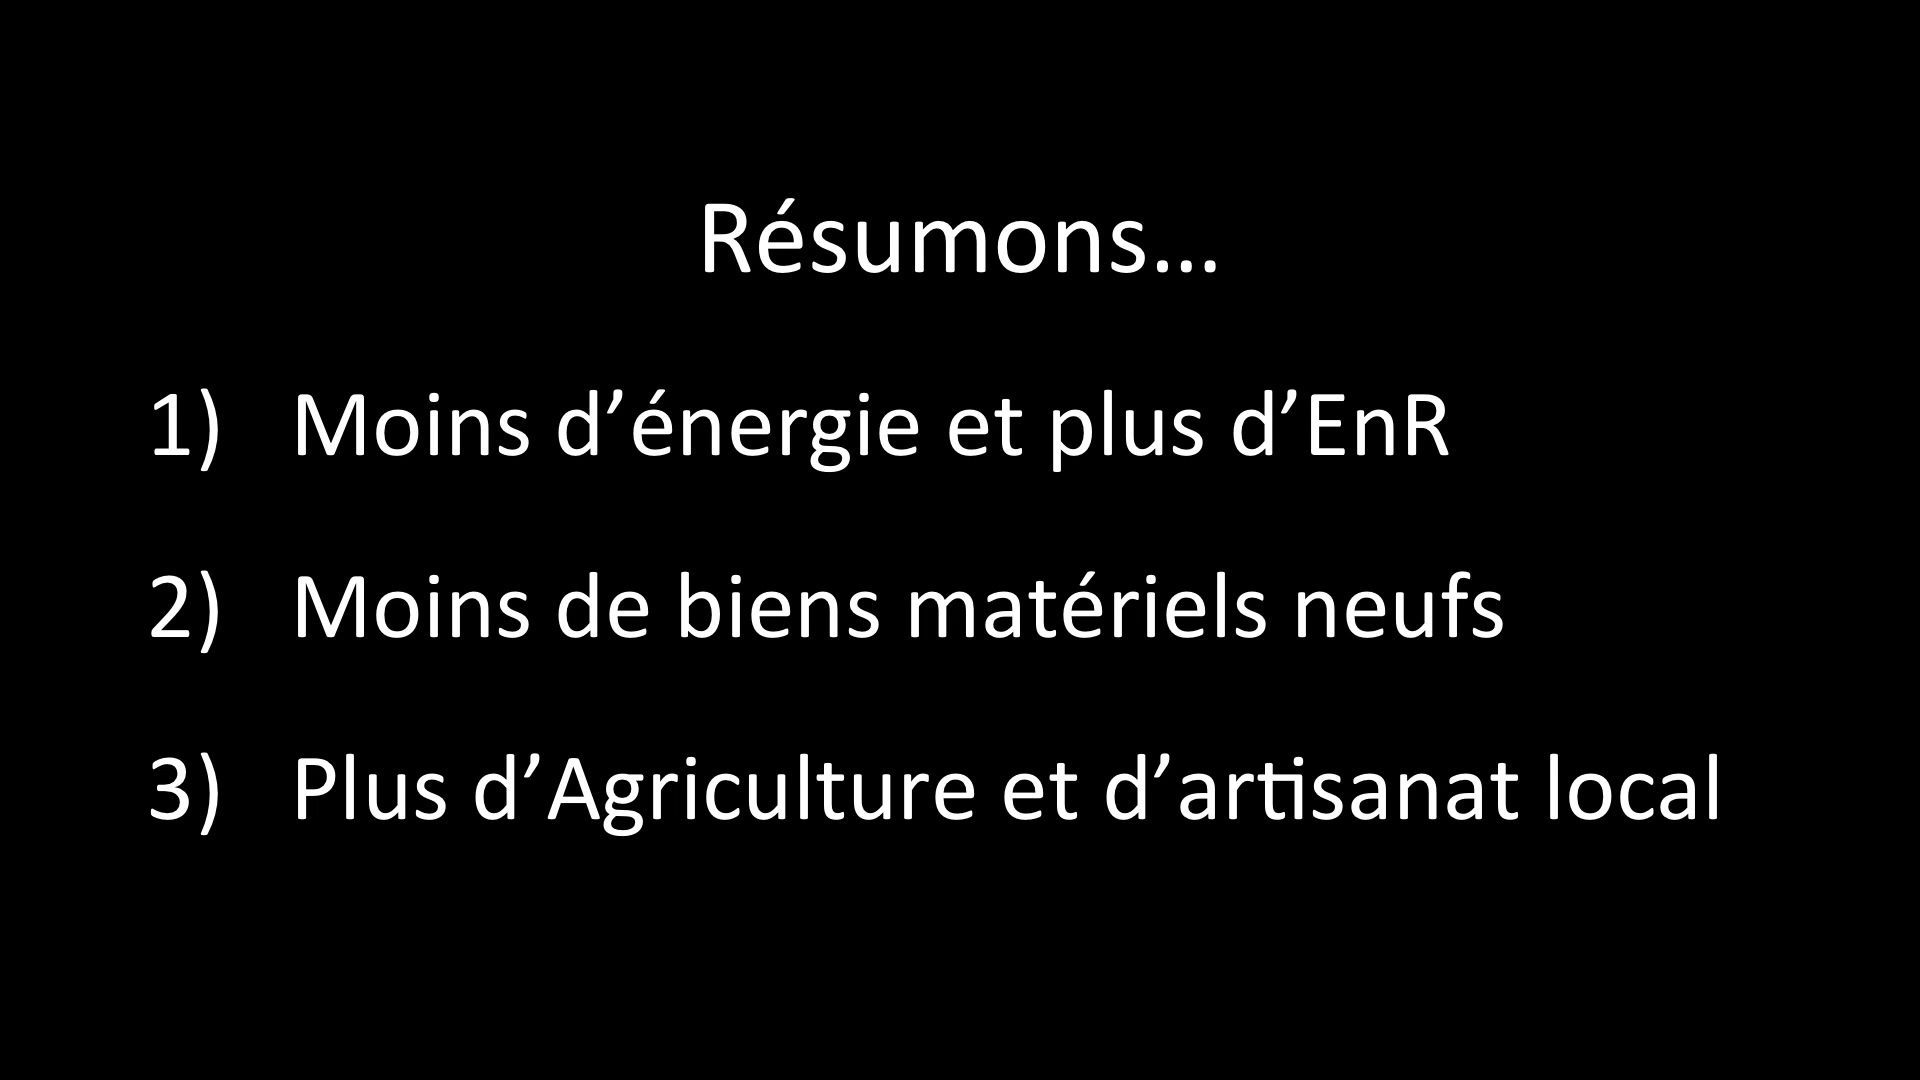 Résumons…
1) Moins d’énergie et plus d’EnR
2) Moins de biens matériels neufs
3) Plus d’Agriculture et d’artisanat local